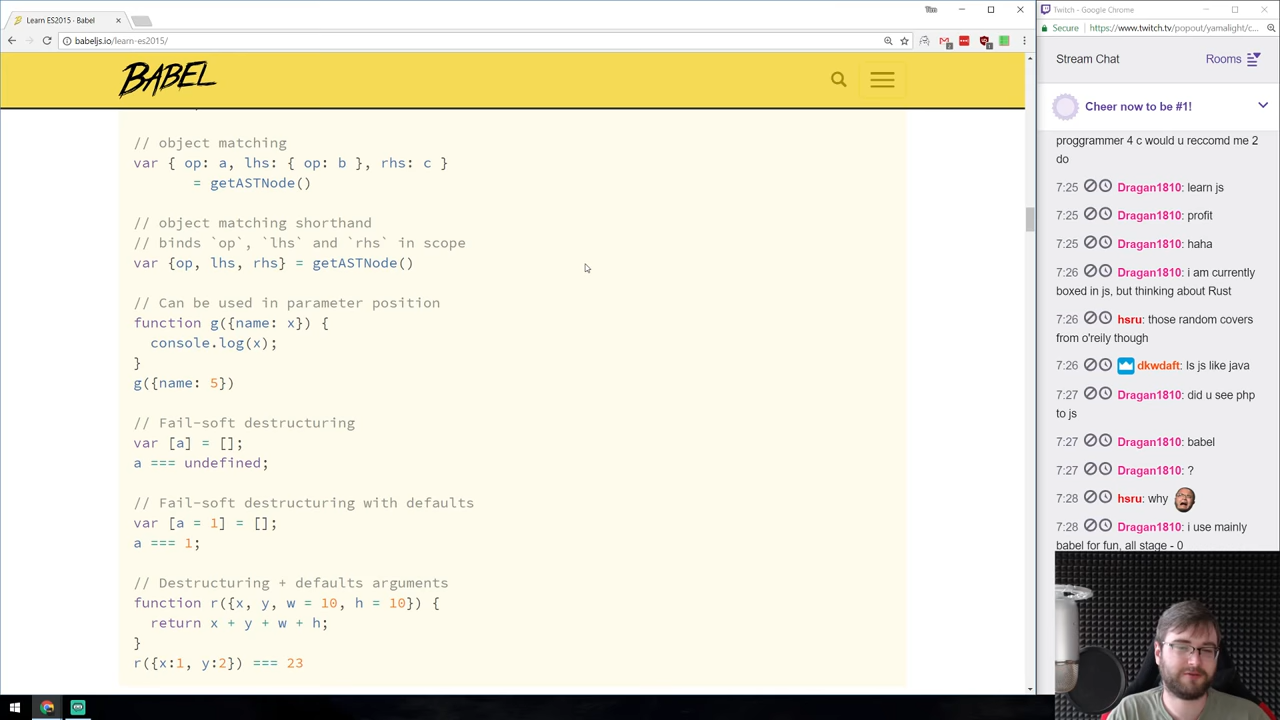 Learn ES2015 · Babel
Tim
babeljs.io/learn-es2015/
BABEL
// object matching
var { op: a, lhs: { op: b }, rhs: c }
= getASTNode()
// object matching shorthand
// binds `op`, `lhs` and `rhs` in scope
var {op, lhs, rhs} = getASTNode()
// Can be used in parameter position
function g({name: x}) {
console.log(x);
}
g({name: 5})
// Fail-soft destructuring
var [a] = [];
a === undefined;
// Fail-soft destructuring with defaults
var [a = 1] = [];
a === 1;
// Destructuring + defaults arguments
function r({x, y, w = 10, h = 10}) {
return x + y + w + h;
}
r({x:1, y:2}) === 23
Twitch - Google Chrome
Secure https://www.twitch.tv/popout/yamalight/c...
Stream Chat Rooms
Cheer now to be #1!
proggrammer 4 c would u reccomd me 2
do
7:25 Dragan1810: learn js
7:25 Dragan1810: profit
7:25 Dragan1810: haha
7:26 Dragan1810: i am currently
boxed in js, but thinking about Rust
7:26 hsru: those random covers
from o'reily though
7:26 dkwdaft: Is js like java
7:27 Dragan1810: did u see php
to js
7:27 Dragan1810: babel
7:27 Dragan1810: ?
7:28 hsru: why
7:28 Dragan1810: i use mainly
babel for fun, all stage - 0